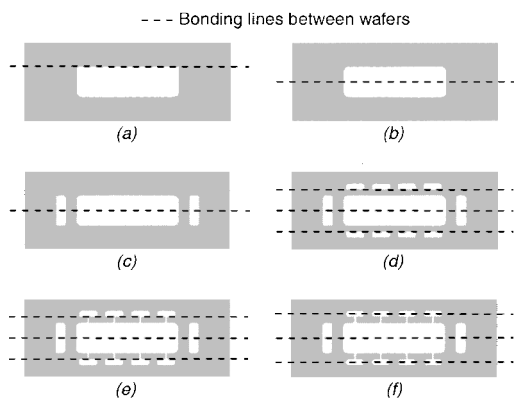 Bonding lines between wafers
(a)
(b)
(c)
(d)
(e)
(f)